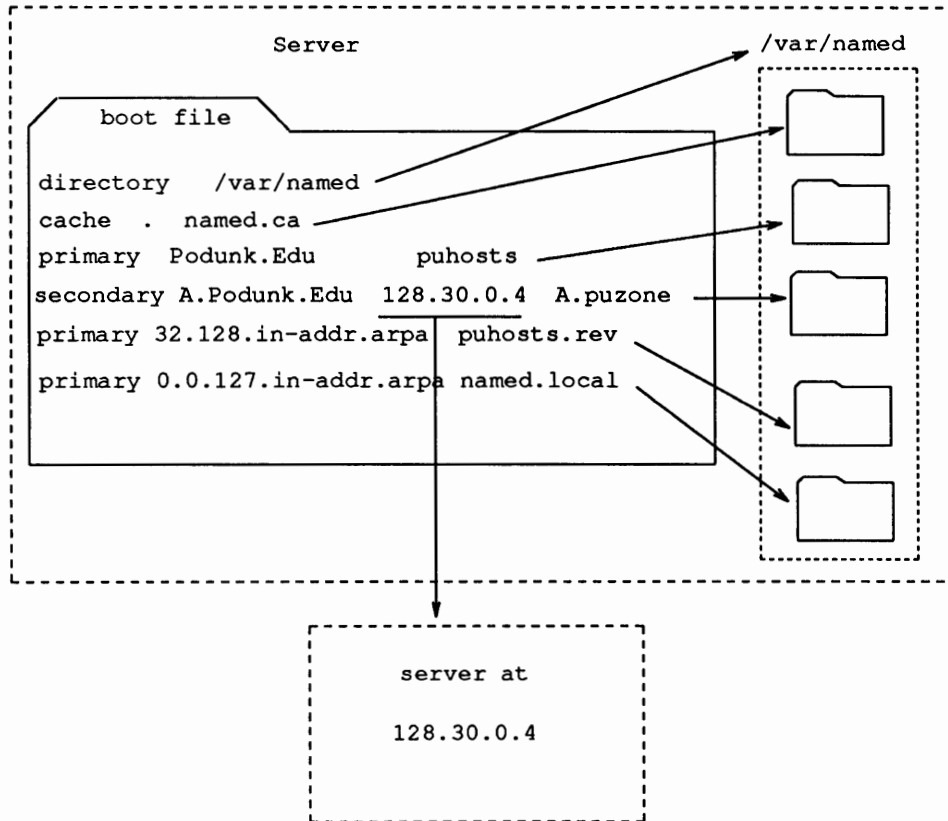 Server
/var/named
boot file
directory /var/named
cache . named.ca
primary Podunk.Edu puhosts
secondary A.Podunk.Edu 128.30.0.4 A.puzone
primary 32.128.in-addr.arpa puhosts.rev
primary 0.0.127.in-addr.arpa named.local
server at
128.30.0.4